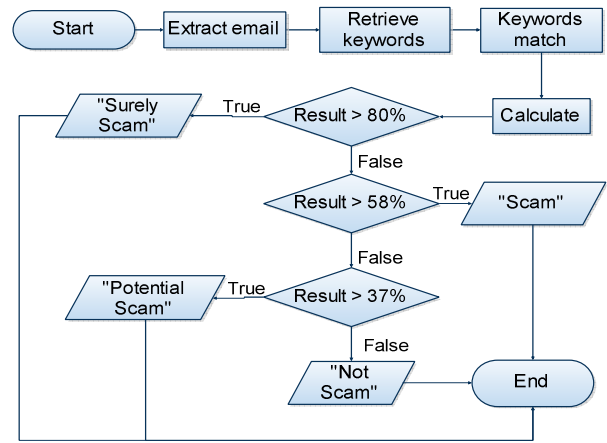 Start
Extract email
Retrieve
keywords
Keywords
match
Calculate
Result > 80%
True
"Surely
Scam"
False
Result > 58%
True
"Scam"
False
Result > 37%
True
"Potential
Scam"
False
"Not
Scam"
End